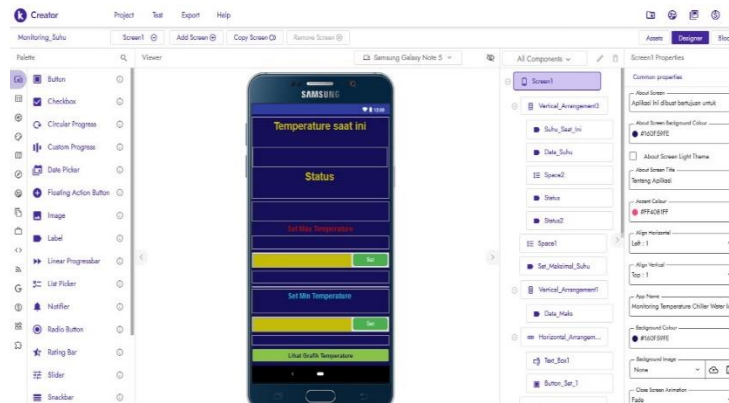 Creator
Project Test Export Help
Monitoring_Suhu
Screen1
Add Screen
Copy Screen
Remove Screen
Assets
Designer
Palette
Viewer
Samsung Galaxy Note 5
All Components
Screen1 Properties
Button
Checkbox
Circular Progress
Custom Progress
Date Picker
Floating Action Button
Image
Label
Linear Progressbar
List Picker
Notifier
Radio Button
Rating Bar
Slider
Snackbar
SAMSUNG
Temperature saat ini
Status
Set Max Temperature
Set
Set Min Temperature
Set
Lihat Grafik Temperature
Screen1
Vertical_Arrangement3
Suhu_Saat_Ini
Data_Suhu
Space2
Status
Status2
Space1
Set_Maksimal_Suhu
Vertical_Arrangement1
Data_Maks
Horizontal_Arrangem...
Text_Box1
Button_Set_1
Common properties
About Screen
Aplikasi Ini dibuat bertujuan untuk
About Screen Background Colour
#160F59FE
About Screen Light Theme
About Screen Title
Tentang Aplikasi
Accent Colour
#FF4081FF
Align Horizontal
Left : 1
Align Vertical
Top : 1
App Name
Monitoring Temperature Chiller Water
Background Colour
#160F59FE
Background Image
None
Close Screen Animation
Fade